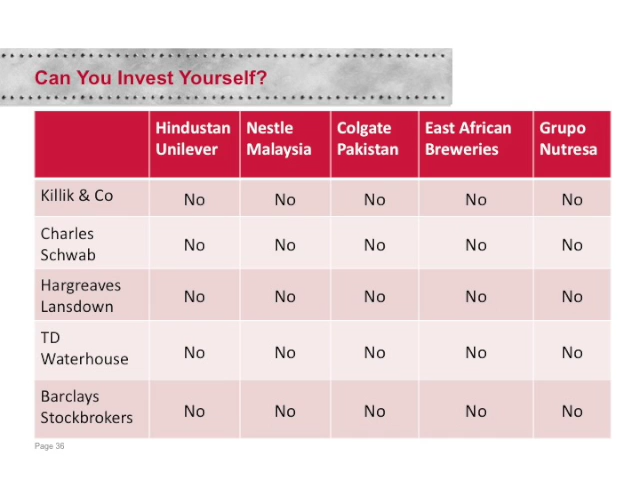 Can You Invest Yourself?
Hindustan Unilever | Nestle Malaysia | Colgate Pakistan | East African Breweries | Grupo Nutresa
Killik & Co | No | No | No | No | No
Charles Schwab | No | No | No | No | No
Hargreaves Lansdown | No | No | No | No | No
TD Waterhouse | No | No | No | No | No
Barclays Stockbrokers | No | No | No | No | No
Page 36